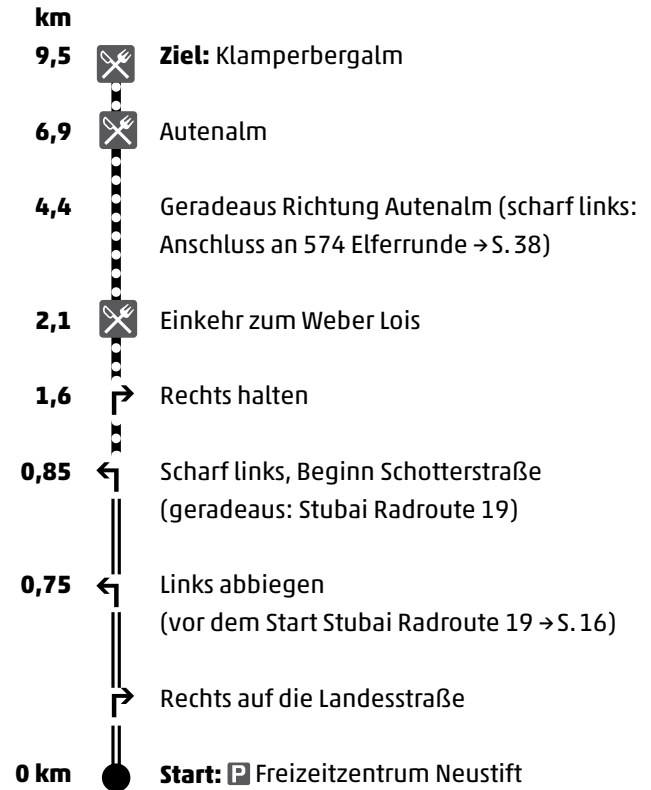 km
9,5 Ziel: Klamperbergalm
6,9 Autenalm
4,4 Geradeaus Richtung Autenalm (scharf links:
Anschluss an 574 Elferrunde → S. 38)
2,1 Einkehr zum Weber Lois
1,6 Rechts halten
0,85 Scharf links, Beginn Schotterstraße
(geradeaus: Stubai Radroute 19)
0,75 Links abbiegen
(vor dem Start Stubai Radroute 19 → S. 16)
Rechts auf die Landesstraße
0 km Start: P Freizeitzentrum Neustift